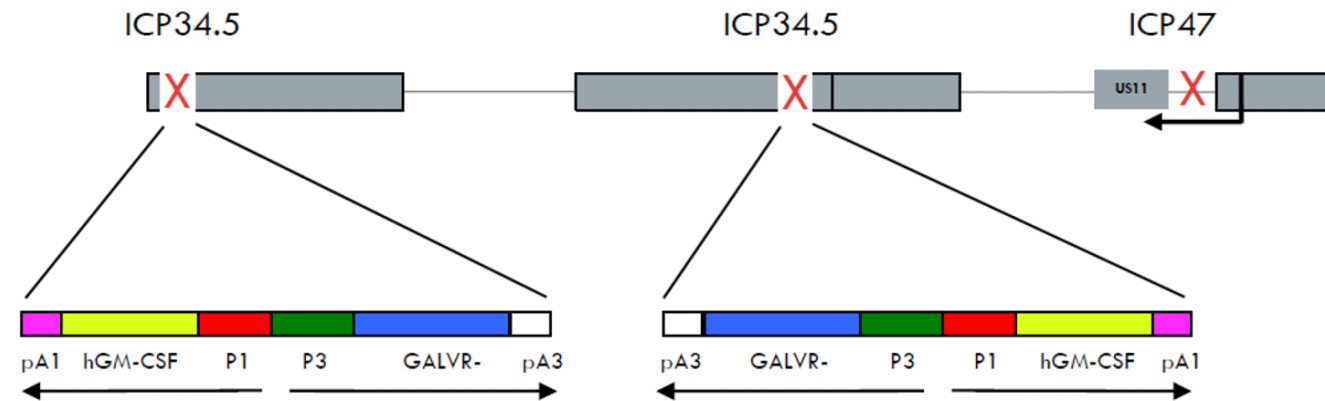 ICP34.5 ICP34.5 ICP47
X X US11 X
pA1 hGM-CSF P1 P3 GALVR- pA3 pA3 GALVR- P3 P1 hGM-CSF pA1